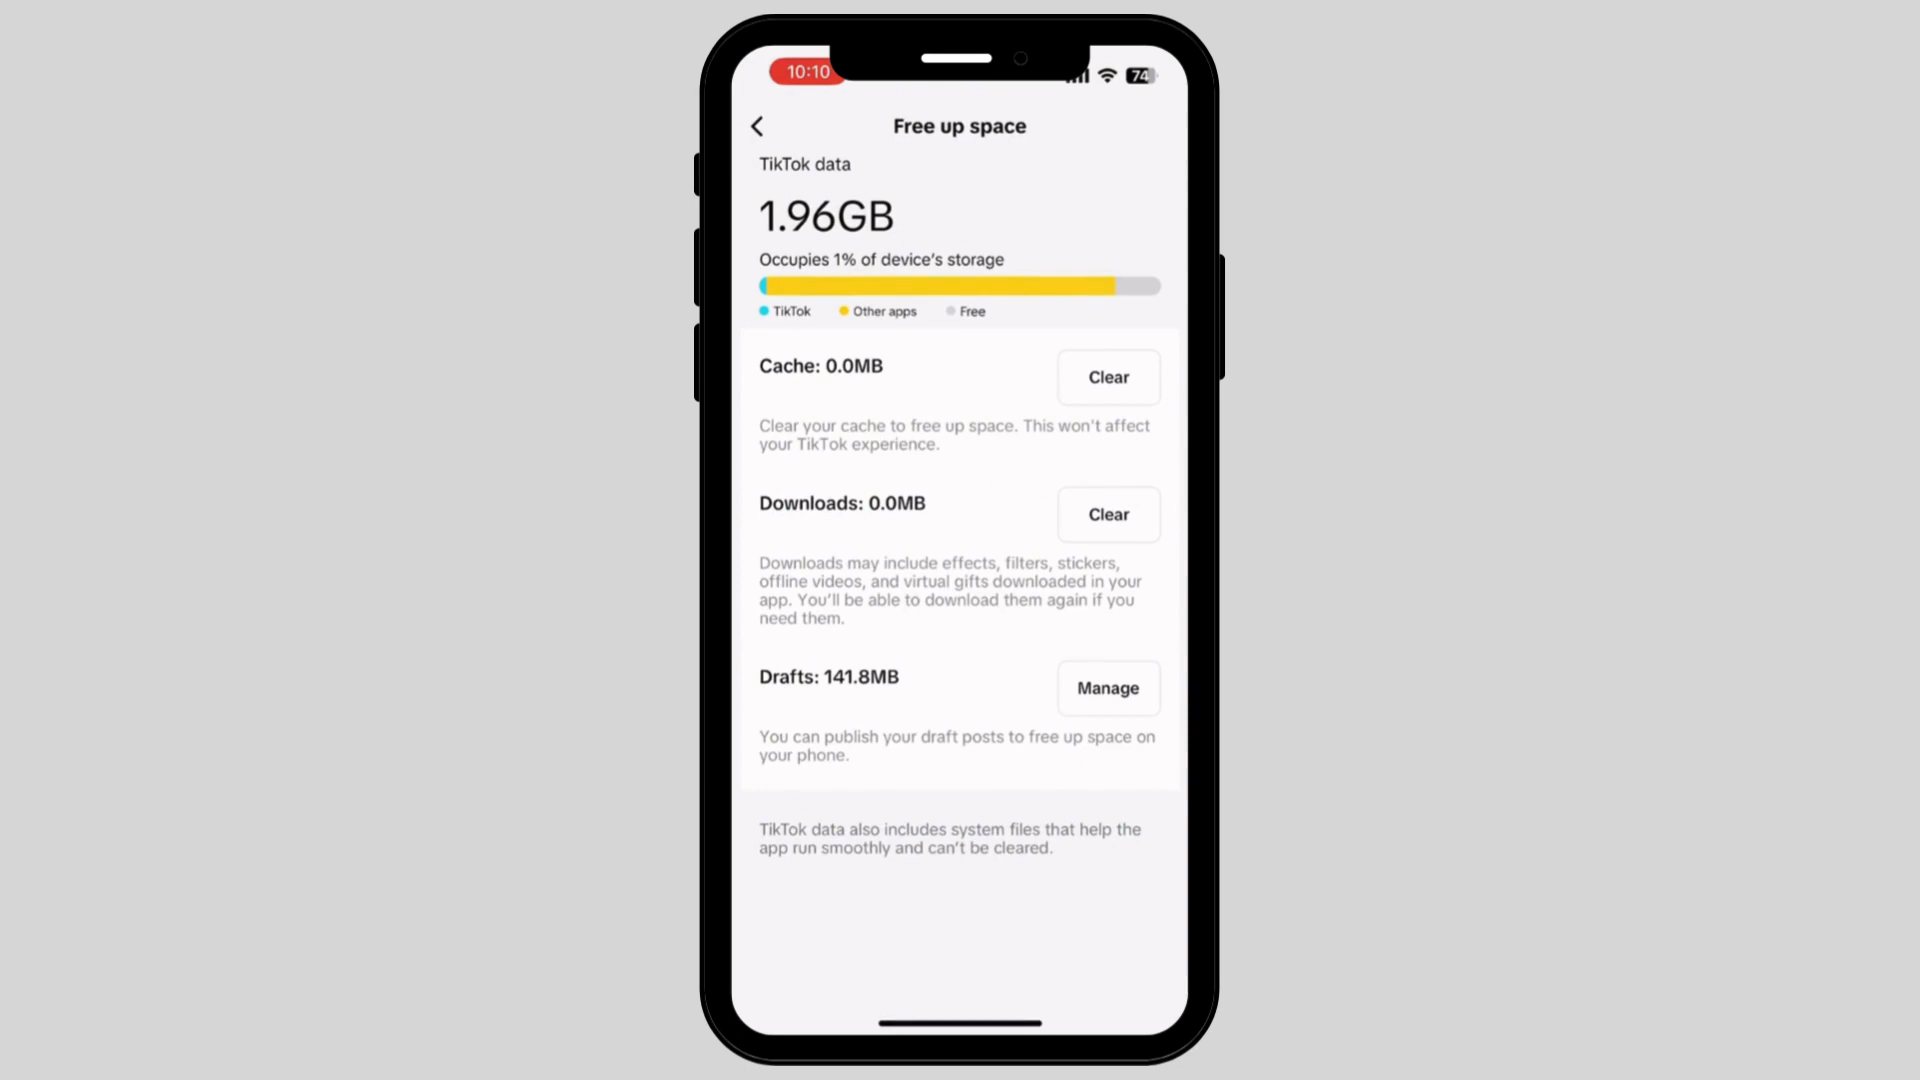 10:10
74
Free up space
TikTok data
1.96GB
Occupies 1% of device's storage
TikTok Other apps Free
Cache: 0.0MB
Clear
Clear your cache to free up space. This won't affect
your TikTok experience.
Downloads: 0.0MB
Clear
Downloads may include effects, filters, stickers,
offline videos, and virtual gifts downloaded in your
app. You'll be able to download them again if you
need them.
Drafts: 141.8MB
Manage
You can publish your draft posts to free up space on
your phone.
TikTok data also includes system files that help the
app run smoothly and can't be cleared.